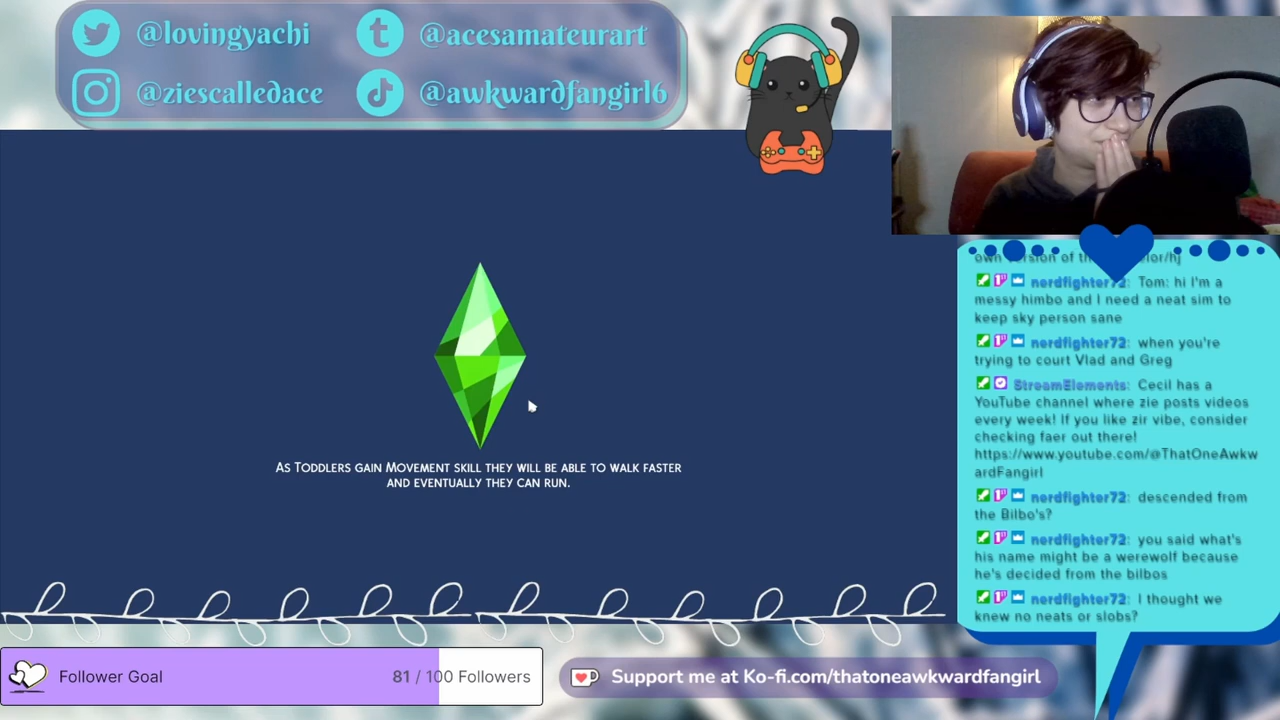 @lovingyachi
@acesamateurart
@ziescalledace
@awkwardfangirl6
AS TODDLERS GAIN MOVEMENT SKILL THEY WILL BE ABLE TO WALK FASTER
AND EVENTUALLY THEY CAN RUN.
own version of
nerdfighter72: Tom: hi I'm a
messy himbo and I need a neat sim to
keep sky person sane
nerdfighter72: when you're
trying to court Vlad and Greg
StreamElements: Cecil has a
YouTube channel where zie posts videos
every week! If you like zir vibe, consider
checking faer out there!
https://www.youtube.com/@ThatOneAwkw
ardFangirl
nerdfighter72: descended from
the Bilbo's?
nerdfighter72: you said what's
his name might be a werewolf because
he's decided from the bilbos
nerdfighter72: I thought we
knew no neats or slobs?
Follower Goal
81 / 100 Followers
Support me at Ko-fi.com/thatoneawkwardfangirl